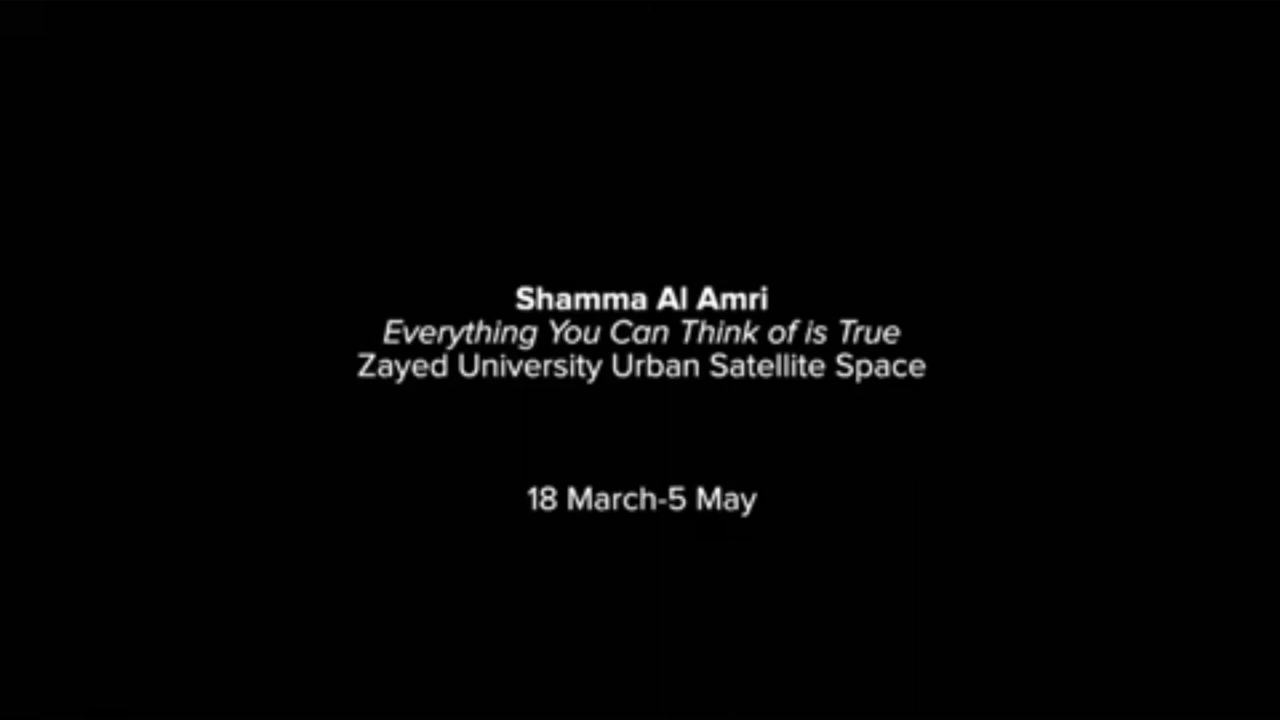 Shamma Al Amri
Everything You Can Think of is True
Zayed University Urban Satellite Space
18 March-5 May